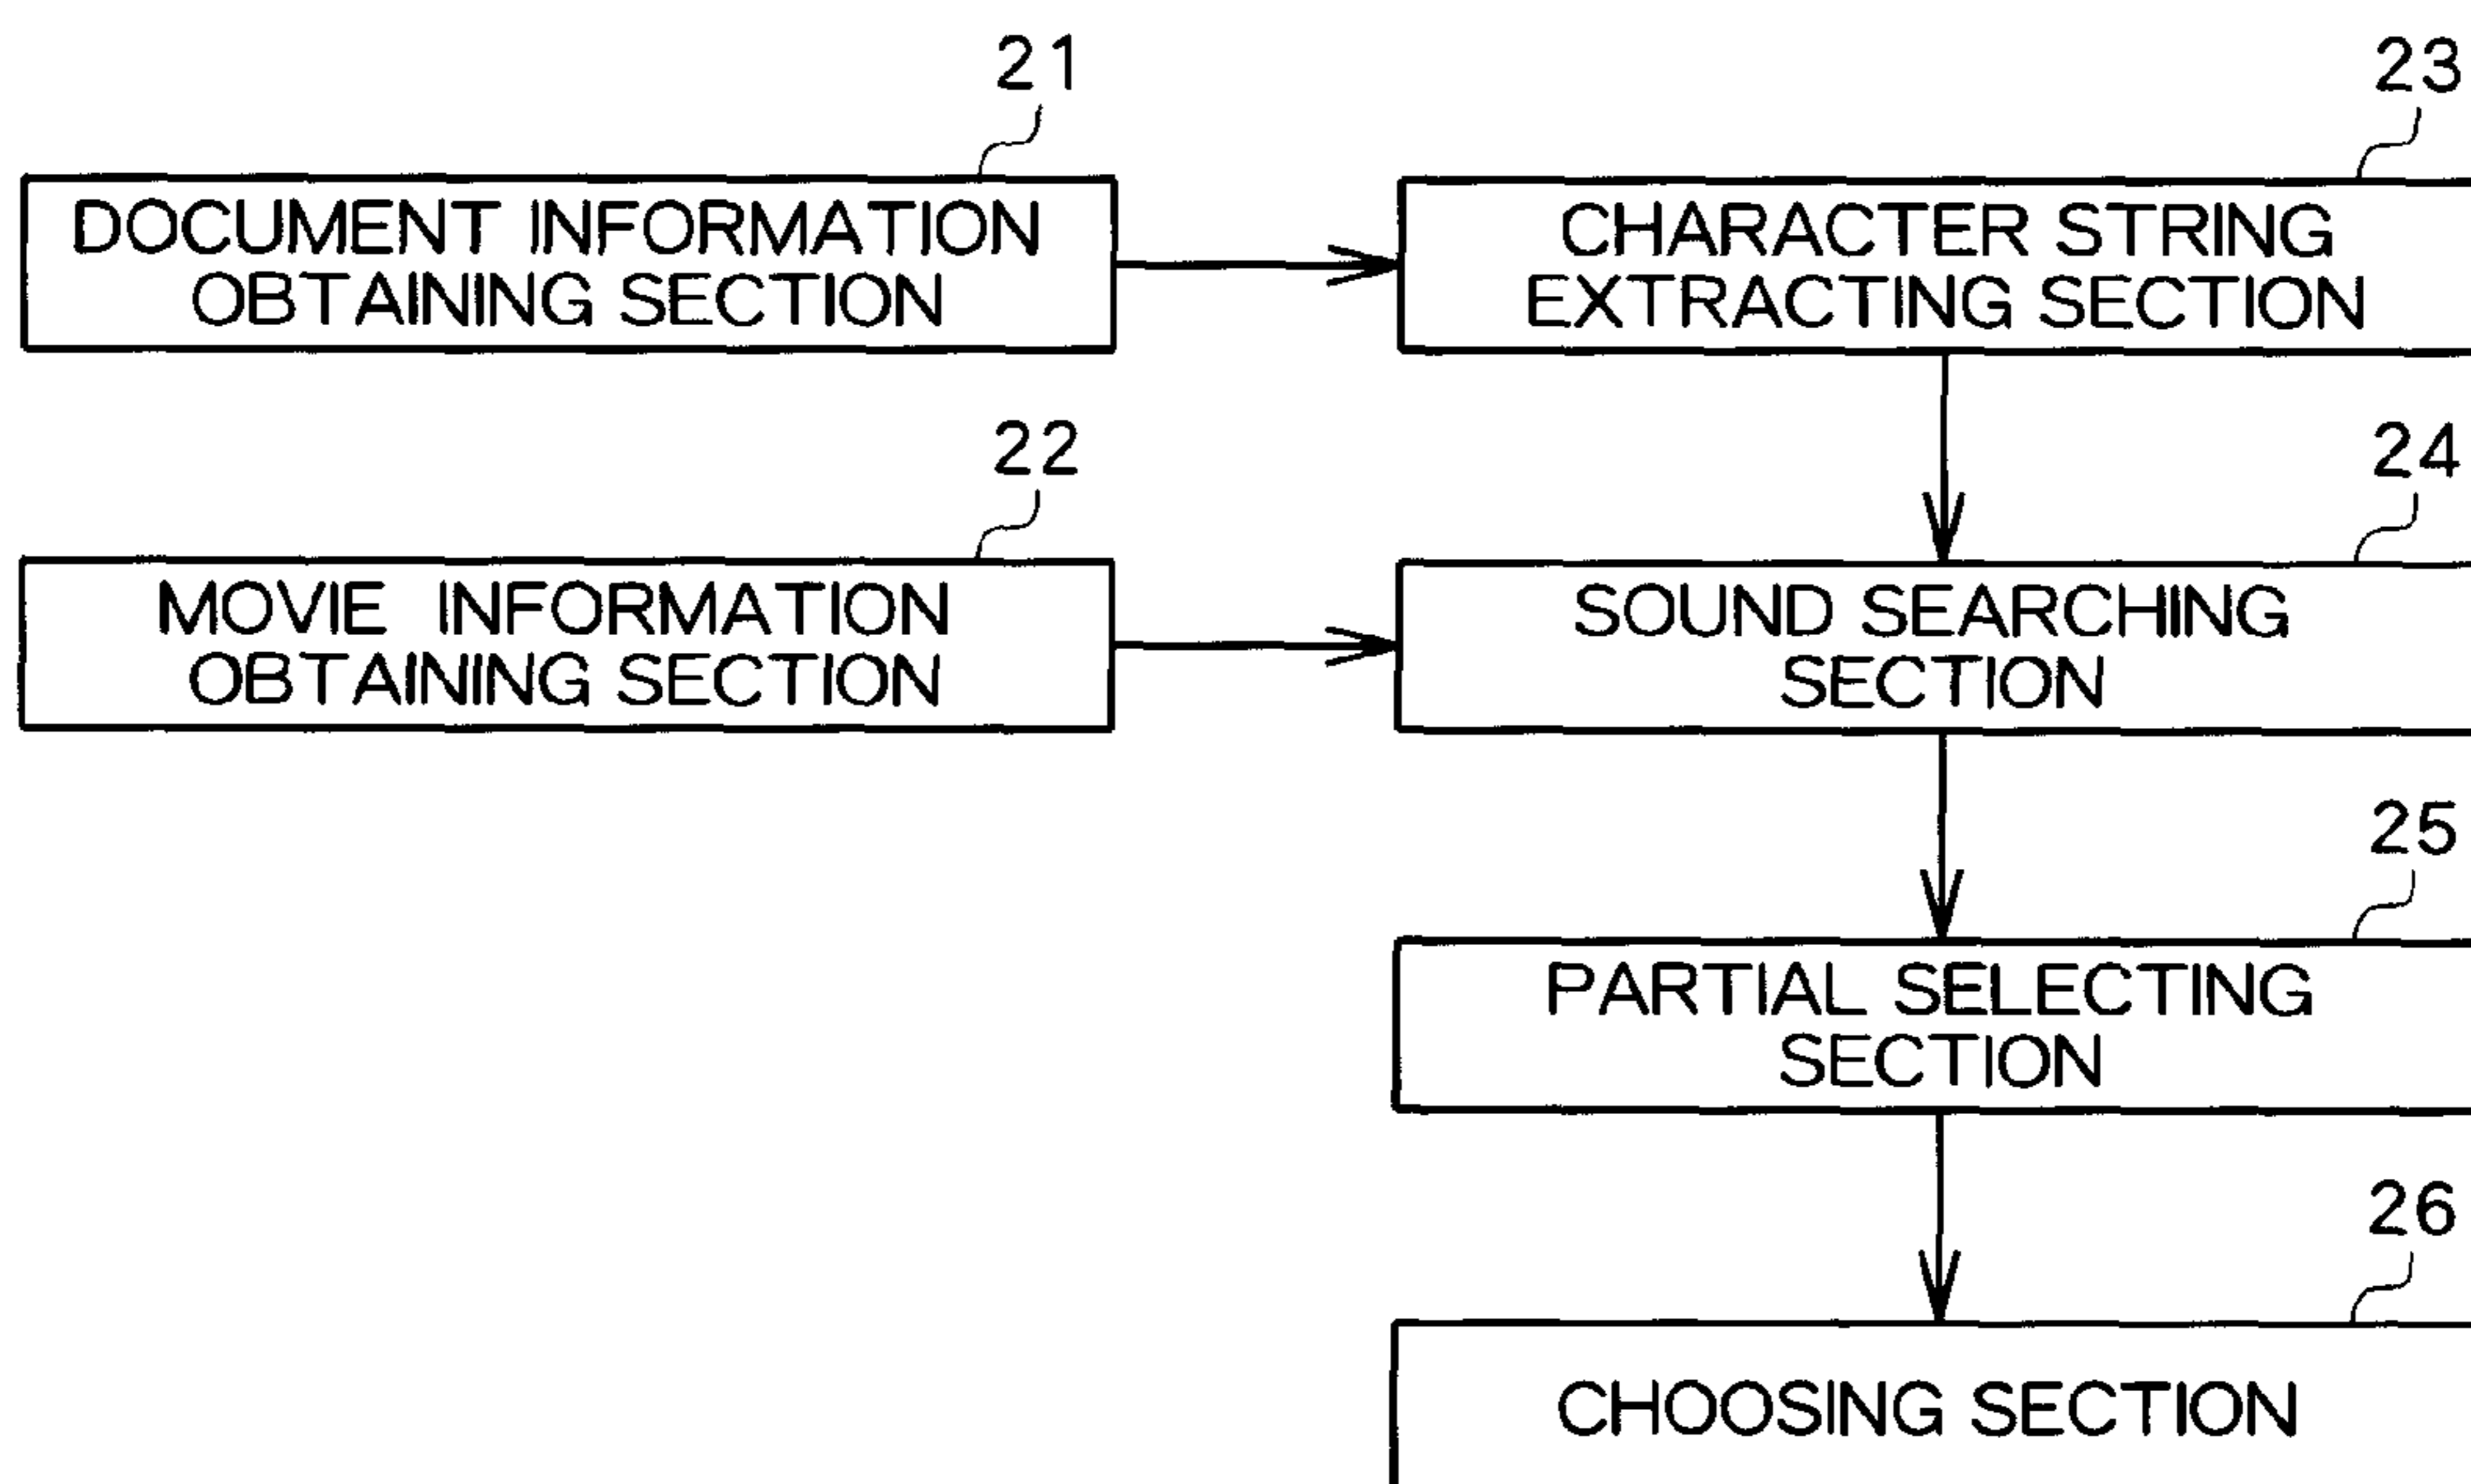 21
DOCUMENT INFORMATION
OBTAINING SECTION
23
CHARACTER STRING
EXTRACTING SECTION
22
MOVIE INFORMATION
OBTAINING SECTION
24
SOUND SEARCHING
SECTION
25
PARTIAL SELECTING
SECTION
26
CHOOSING SECTION